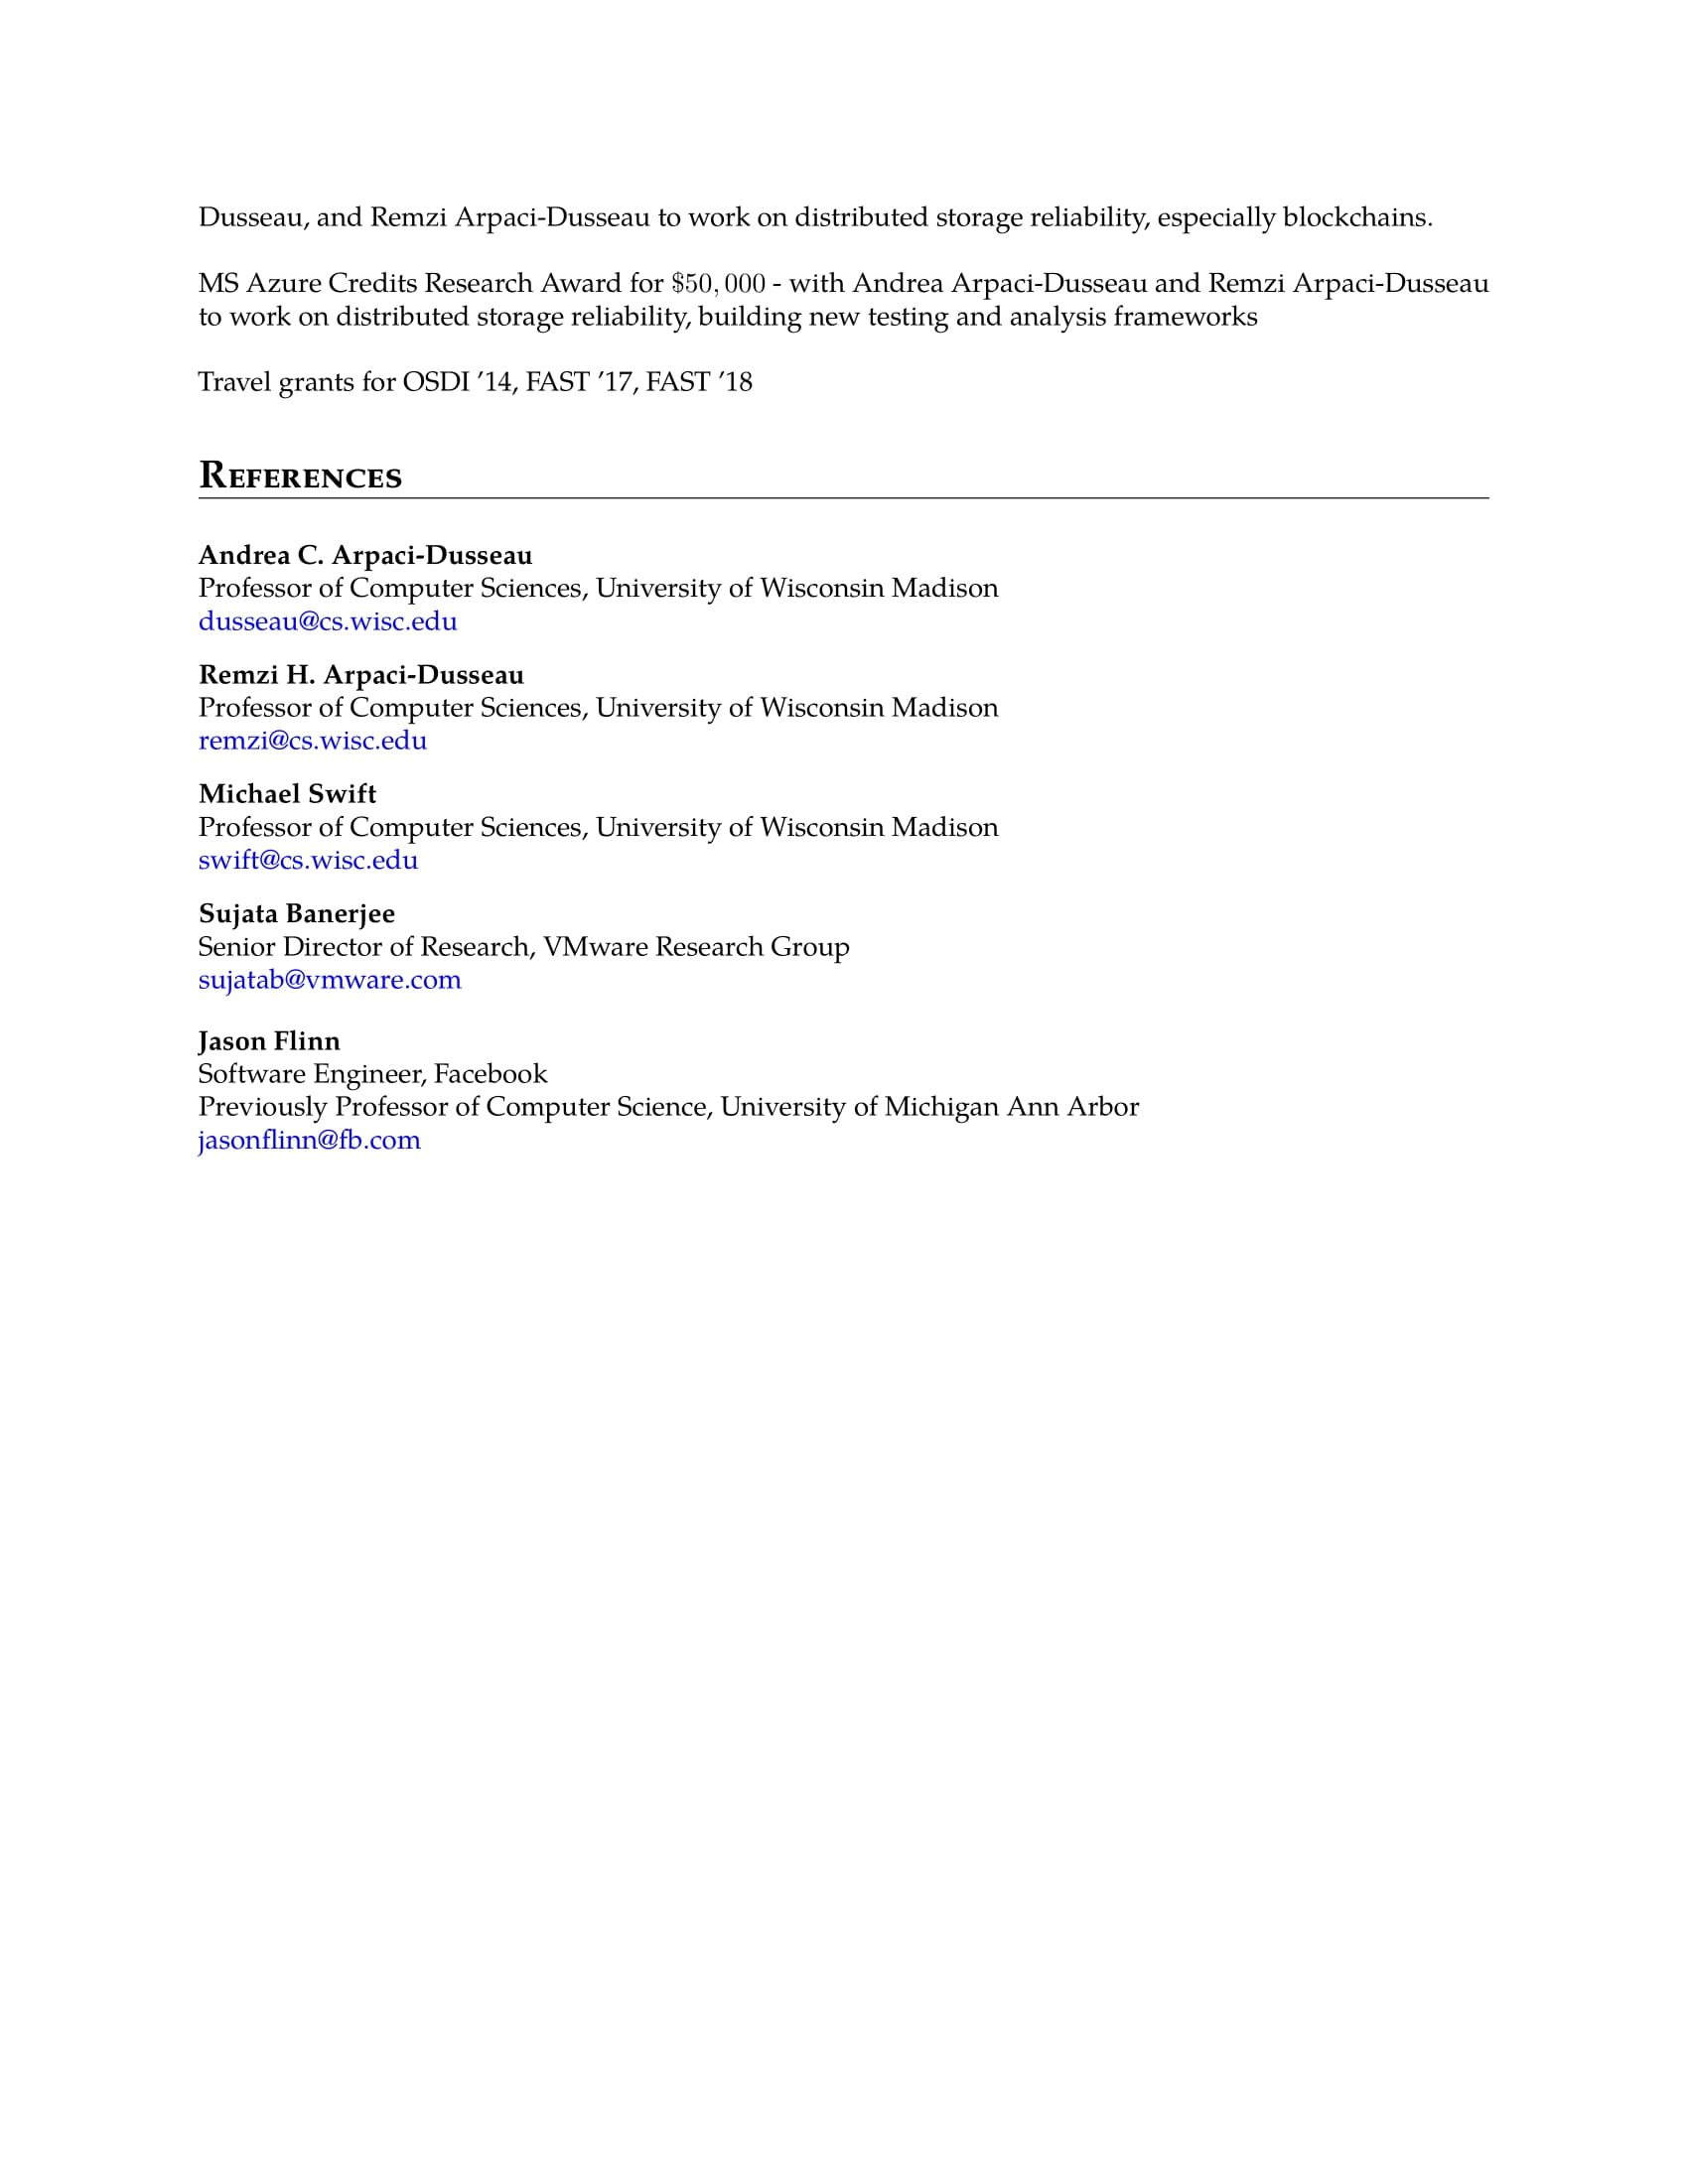 Dusseau, and Remzi Arpaci-Dusseau to work on distributed storage reliability, especially blockchains.
MS Azure Credits Research Award for $50,000 - with Andrea Arpaci-Dusseau and Remzi Arpaci-Dusseau
to work on distributed storage reliability, building new testing and analysis frameworks
Travel grants for OSDI ’14, FAST ’17, FAST ’18
References
Andrea C. Arpaci-Dusseau
Professor of Computer Sciences, University of Wisconsin Madison
dusseau@cs.wisc.edu
Remzi H. Arpaci-Dusseau
Professor of Computer Sciences, University of Wisconsin Madison
remzi@cs.wisc.edu
Michael Swift
Professor of Computer Sciences, University of Wisconsin Madison
swift@cs.wisc.edu
Sujata Banerjee
Senior Director of Research, VMware Research Group
sujatab@vmware.com
Jason Flinn
Software Engineer, Facebook
Previously Professor of Computer Science, University of Michigan Ann Arbor
jasonflinn@fb.com